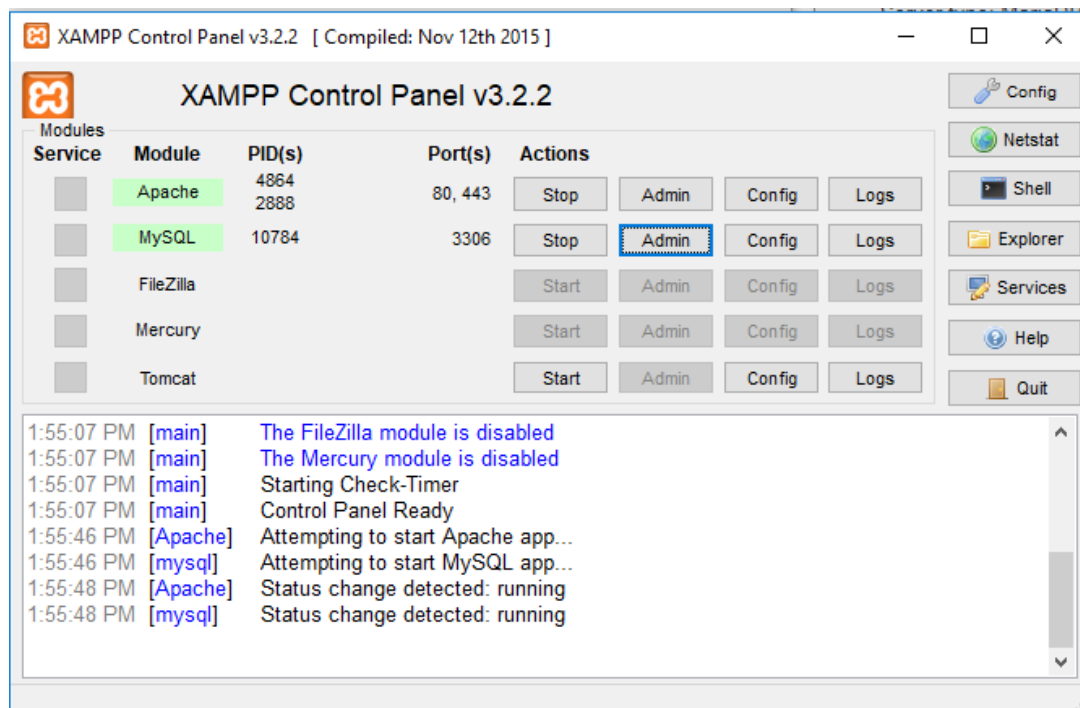 XAMPP Control Panel v3.2.2 [ Compiled: Nov 12th 2015 ]
XAMPP Control Panel v3.2.2
Config
Modules
Service Module PID(s) Port(s) Actions
Netstat
Apache 4864 2888 80, 443 Stop Admin Config Logs
Shell
MySQL 10784 3306 Stop Admin Config Logs
Explorer
FileZilla Start Admin Config Logs
Services
Mercury Start Admin Config Logs
Help
Tomcat Start Admin Config Logs
Quit
1:55:07 PM [main] The FileZilla module is disabled
1:55:07 PM [main] The Mercury module is disabled
1:55:07 PM [main] Starting Check-Timer
1:55:07 PM [main] Control Panel Ready
1:55:46 PM [Apache] Attempting to start Apache app...
1:55:46 PM [mysql] Attempting to start MySQL app...
1:55:48 PM [Apache] Status change detected: running
1:55:48 PM [mysql] Status change detected: running